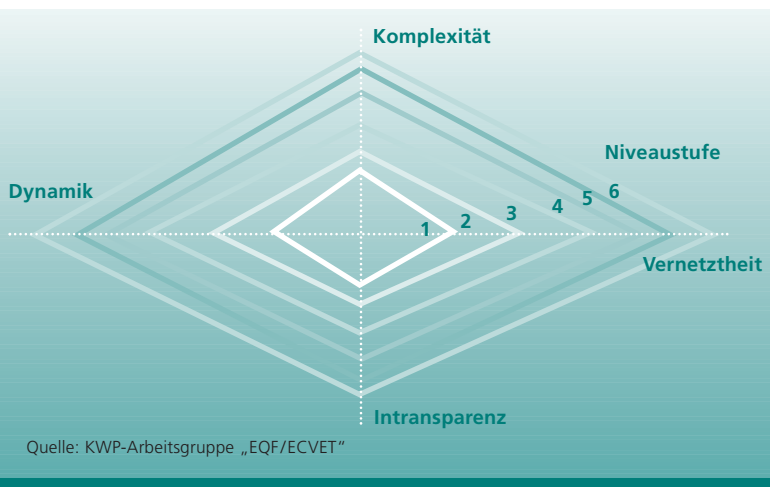 Komplexität
Niveaustufe
Dynamik
1 2 3 4 5 6
Vernetztheit
Intransparenz
Quelle: KWP-Arbeitsgruppe „EQF/ECVET“